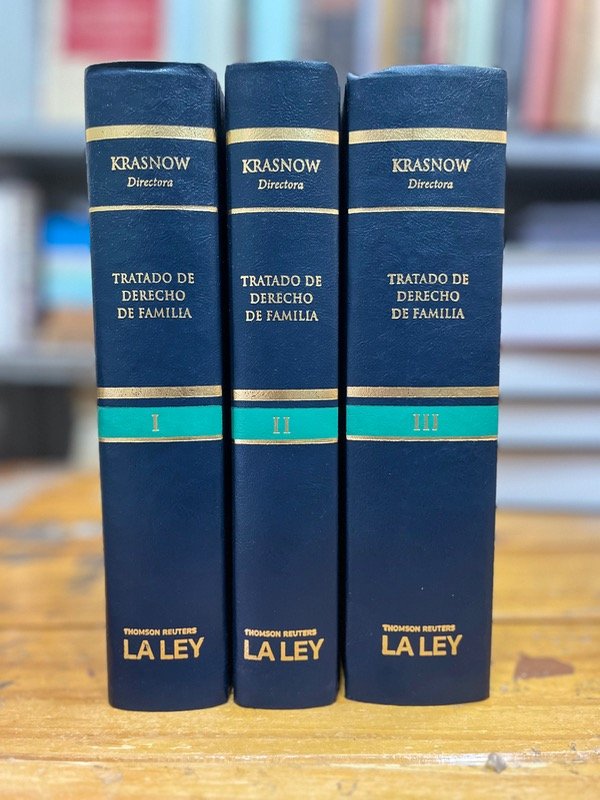 KRASNOW
Directora
TRATADO DE
DERECHO
DE FAMILIA
I
THOMSON REUTERS
LA LEY
KRASNOW
Directora
TRATADO DE
DERECHO
DE FAMILIA
II
THOMSON REUTERS
LA LEY
KRASNOW
Directora
TRATADO DE
DERECHO
DE FAMILIA
III
THOMSON REUTERS
LA LEY